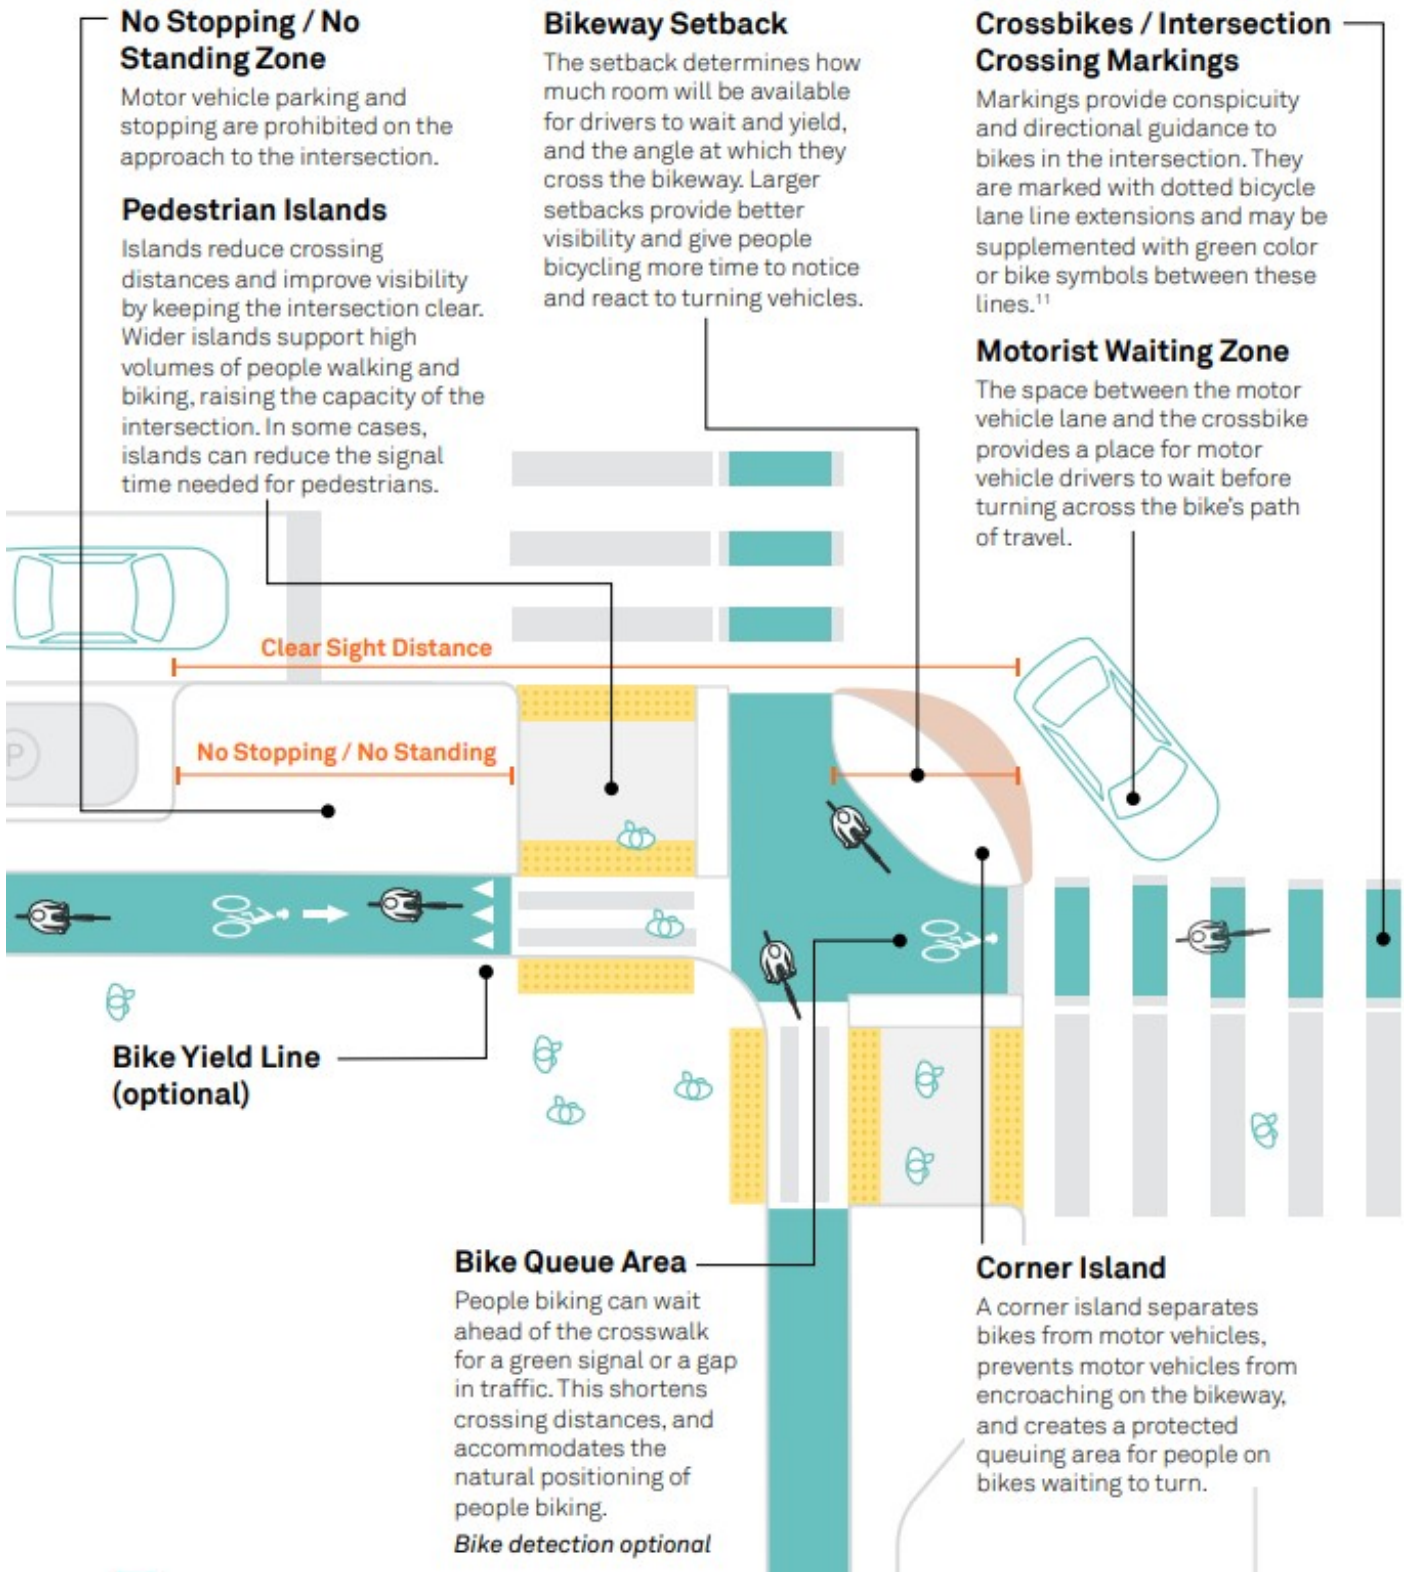 No Stopping / No
Standing Zone
Motor vehicle parking and
stopping are prohibited on the
approach to the intersection.
Pedestrian Islands
Islands reduce crossing
distances and improve visibility
by keeping the intersection clear.
Wider islands support high
volumes of people walking and
biking, raising the capacity of the
intersection. In some cases,
islands can reduce the signal
time needed for pedestrians.
Bikeway Setback
The setback determines how
much room will be available
for drivers to wait and yield,
and the angle at which they
cross the bikeway. Larger
setbacks provide better
visibility and give people
bicycling more time to notice
and react to turning vehicles.
Crossbikes / Intersection
Crossing Markings
Markings provide conspicuity
and directional guidance to
bikes in the intersection. They
are marked with dotted bicycle
lane line extensions and may be
supplemented with green color
or bike symbols between these
lines.¹¹
Motorist Waiting Zone
The space between the motor
vehicle lane and the crossbike
provides a place for motor
vehicle drivers to wait before
turning across the bike's path
of travel.
Clear Sight Distance
No Stopping / No Standing
P
Bike Yield Line
(optional)
Bike Queue Area
People biking can wait
ahead of the crosswalk
for a green signal or a gap
in traffic. This shortens
crossing distances, and
accommodates the
natural positioning of
people biking.
Bike detection optional
Corner Island
A corner island separates
bikes from motor vehicles,
prevents motor vehicles from
encroaching on the bikeway,
and creates a protected
queuing area for people on
bikes waiting to turn.